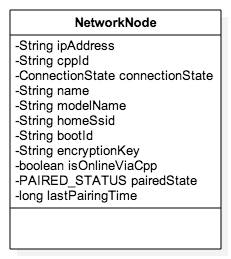 NetworkNode
-String ipAddress
-String cppId
-ConnectionState connectionState
-String name
-String modelName
-String homeSsid
-String bootId
-String encryptionKey
-boolean isOnlineViaCpp
-PAIRED_STATUS pairedState
-long lastPairingTime